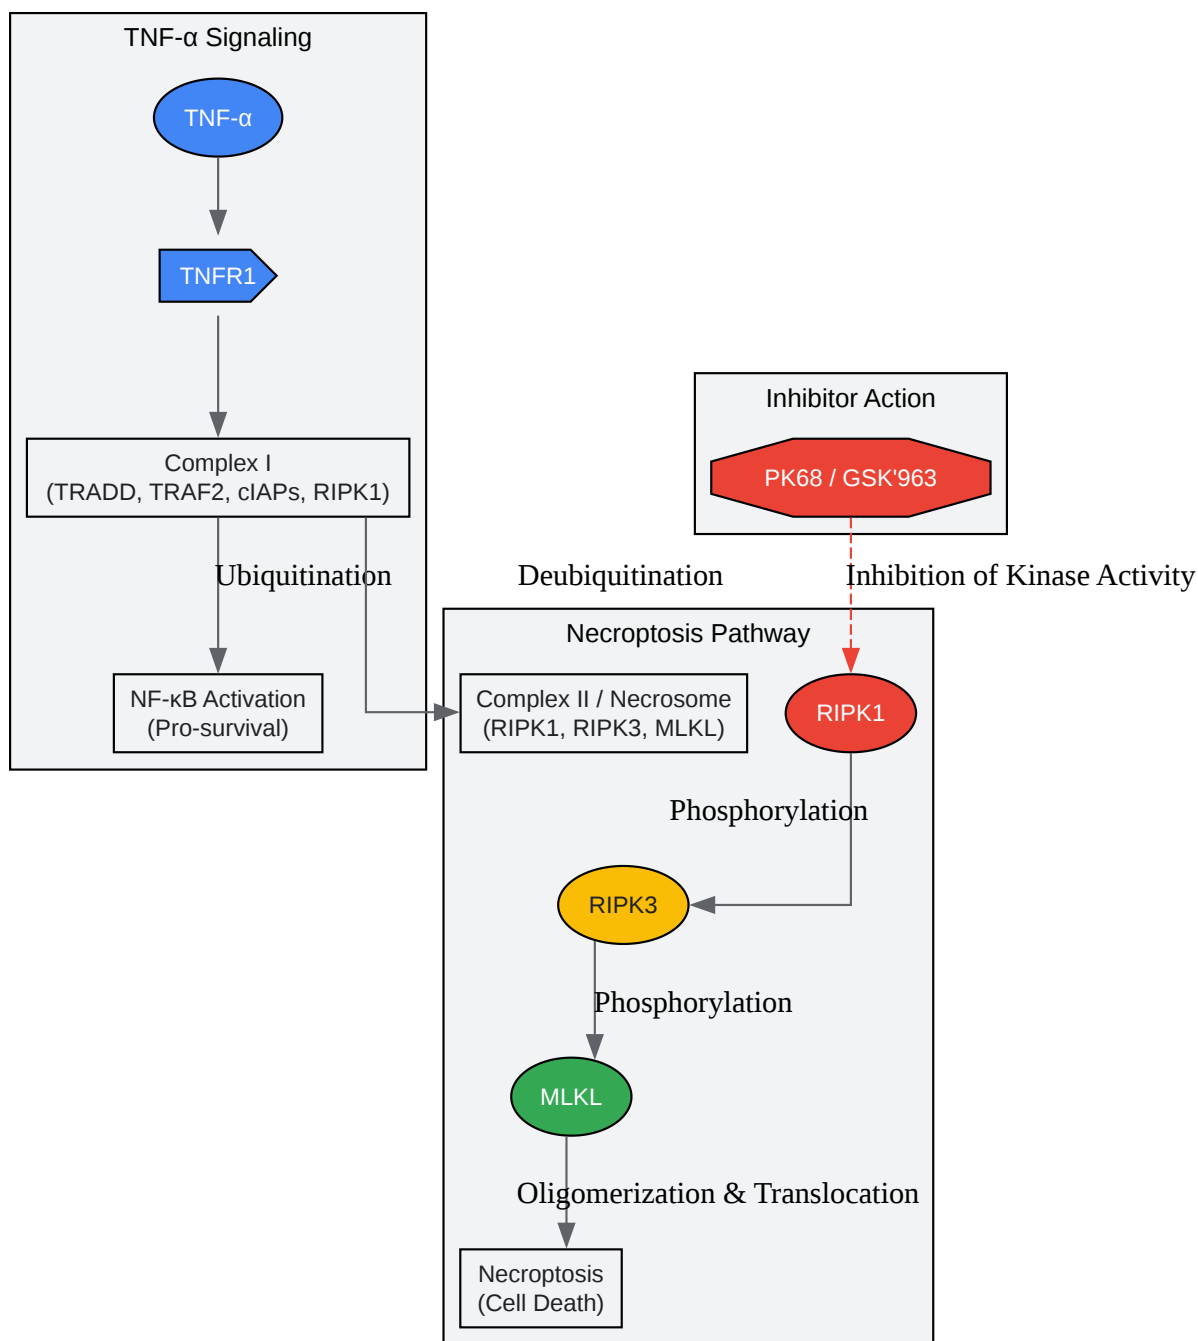 TNF-α Signaling
TNF-α
TNFR1
Complex I
(TRADD, TRAF2, cIAPs, RIPK1)
Inhibitor Action
PK68 / GSK'963
Ubiquitination
Deubiquitination
Inhibition of Kinase Activity
Necroptosis Pathway
NF-κB Activation
(Pro-survival)
Complex II / Necrosome
(RIPK1, RIPK3, MLKL)
RIPK1
Phosphorylation
RIPK3
Phosphorylation
MLKL
Oligomerization & Translocation
Necroptosis
(Cell Death)